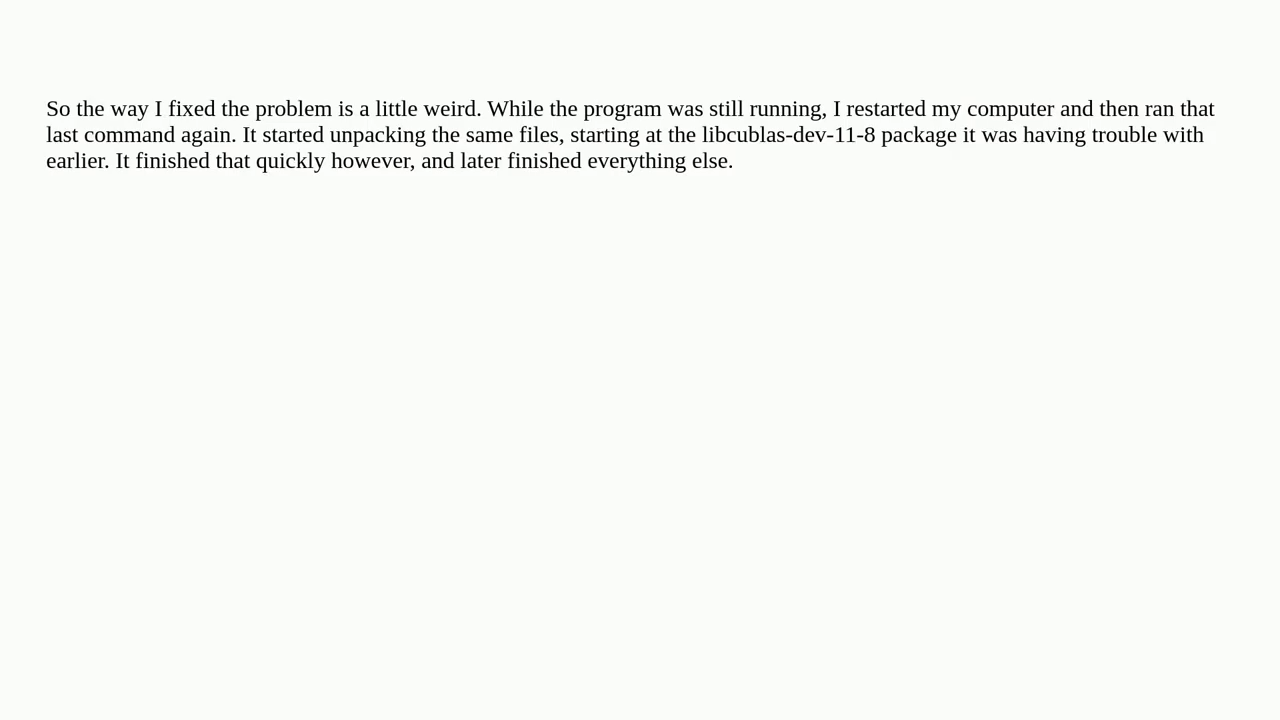 So the way I fixed the problem is a little weird. While the program was still running, I restarted my computer and then ran that
last command again. It started unpacking the same files, starting at the libcublas-dev-11-8 package it was having trouble with
earlier. It finished that quickly however, and later finished everything else.